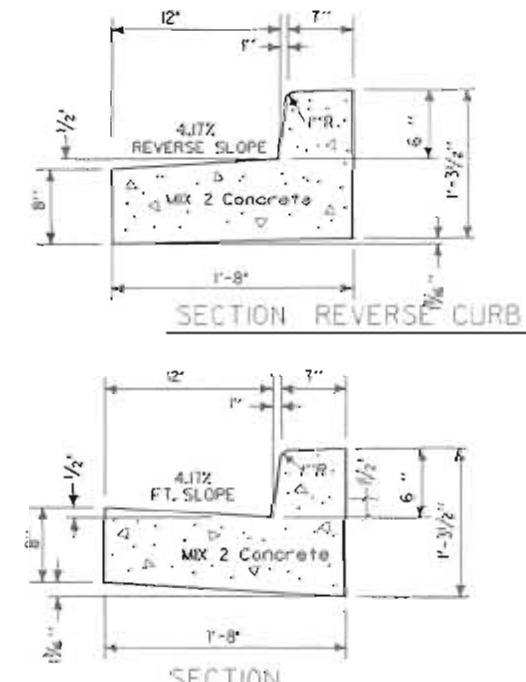 12"
7"
1"
1"R.
1/2"
4.17%
REVERSE SLOPE
6"
1'-3 1/2"
8"
MIX 2 Concrete
1'-8"
SECTION REVERSE CURB
12"
7"
1"
1"R
1/2"
4.17%
FT. SLOPE
1/2"
6"
1'-3 1/2"
8"
MIX 2 Concrete
1'-8"
SECTION